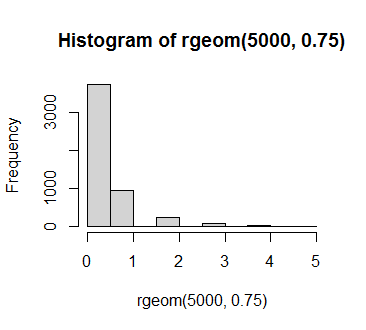 Histogram of rgeom(5000, 0.75)
Frequency
3000
1000
0
0 1 2 3 4 5
rgeom(5000, 0.75)